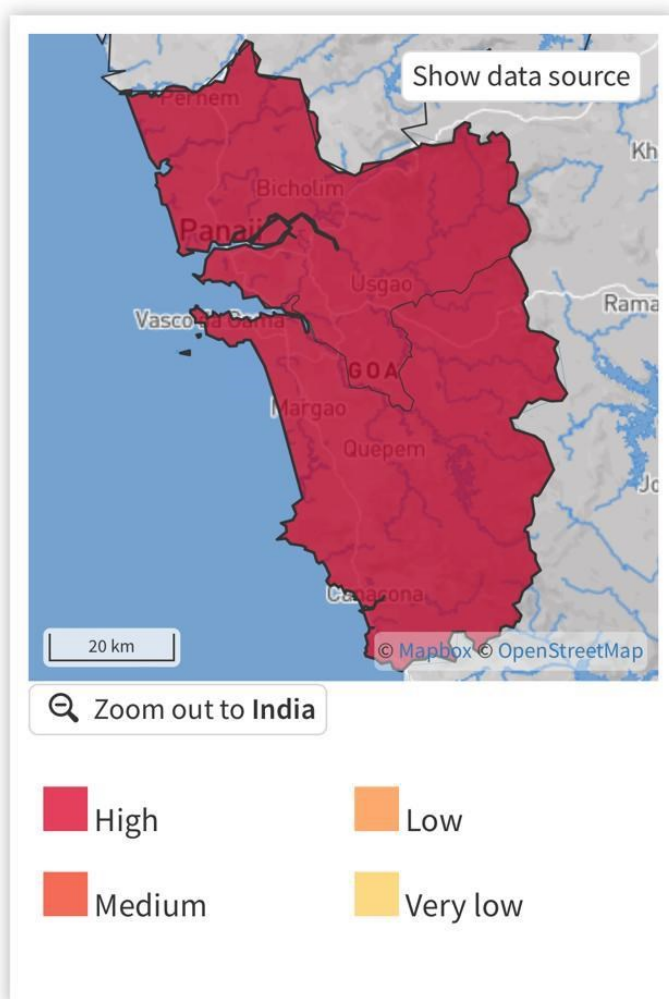 Show data source
Pernem
Kh
Bicholim
Panaji
Usgao
Rama
Vasco da Gama
GOA
Margao
Quepem
Jo
Canacona
20 km
© Mapbox © OpenStreetMap
Zoom out to India
High
Low
Medium
Very low